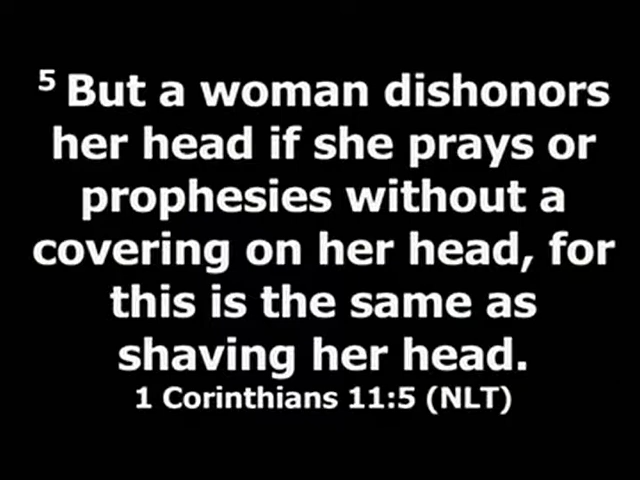 ⁵ But a woman dishonors
her head if she prays or
prophesies without a
covering on her head, for
this is the same as
shaving her head.
1 Corinthians 11:5 (NLT)